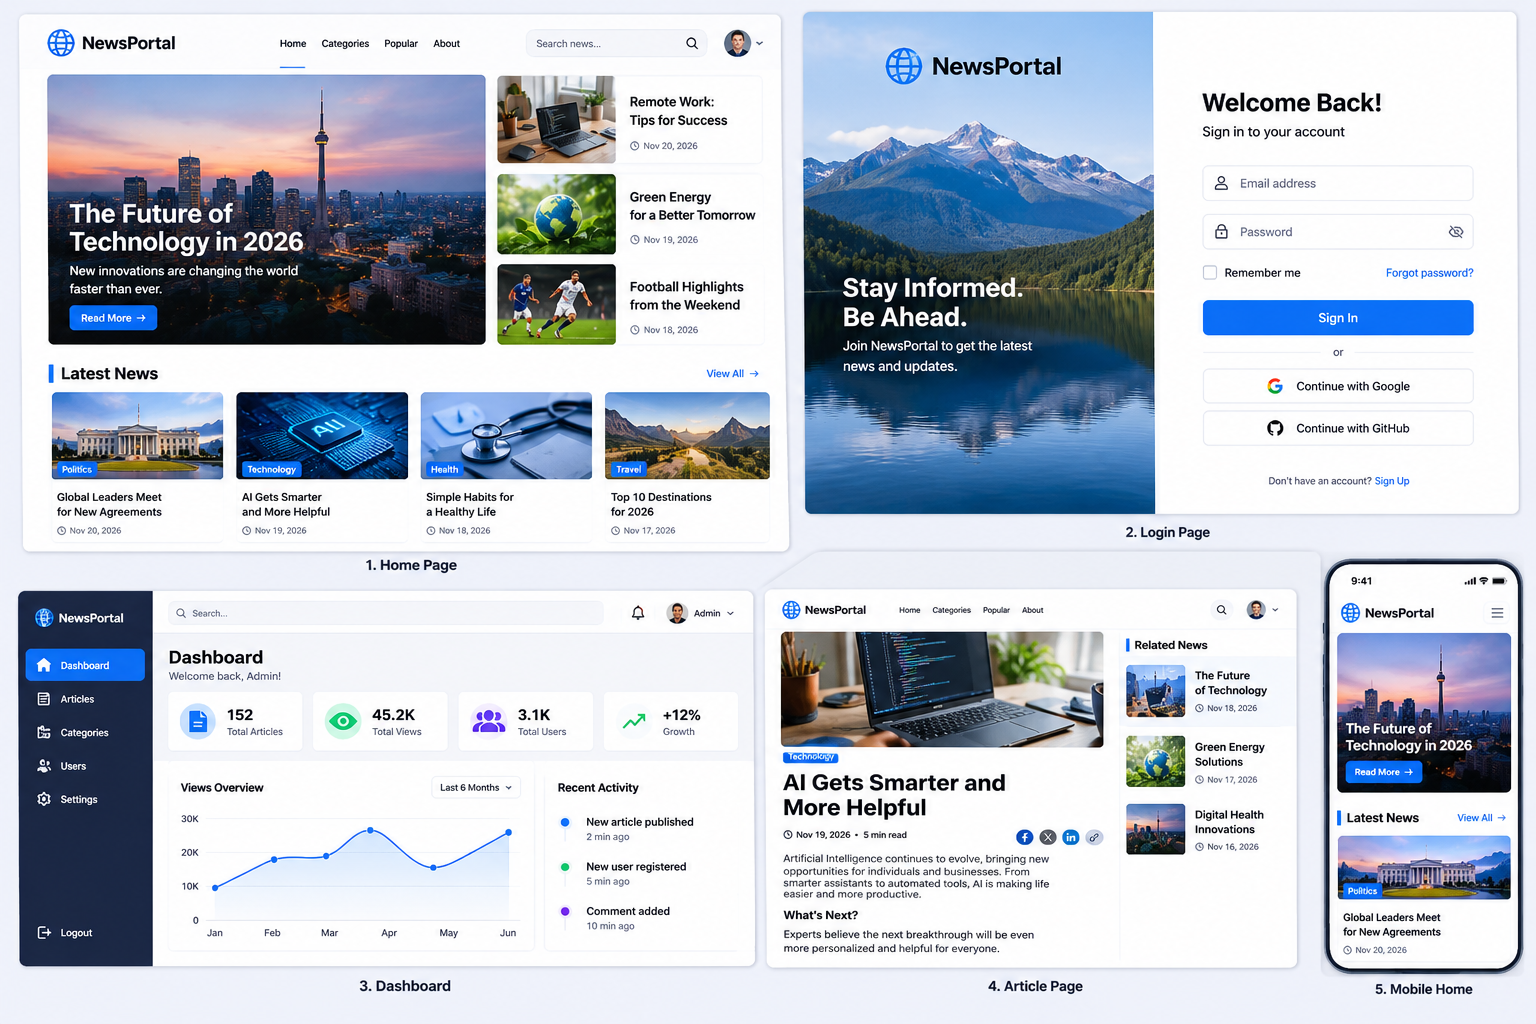 NewsPortal
Home Categories Popular About
Search news...
The Future of
Technology in 2026
New innovations are changing the world
faster than ever.
Read More →
Remote Work:
Tips for Success
Nov 20, 2026
Green Energy
for a Better Tomorrow
Nov 19, 2026
Football Highlights
from the Weekend
Nov 18, 2026
Latest News
View All →
Politics
Global Leaders Meet
for New Agreements
Nov 20, 2026
Technology
AI Gets Smarter
and More Helpful
Nov 19, 2026
Health
Simple Habits for
a Healthy Life
Nov 18, 2026
Travel
Top 10 Destinations
for 2026
Nov 17, 2026
1. Home Page
NewsPortal
Stay Informed.
Be Ahead.
Join NewsPortal to get the latest
news and updates.
Welcome Back!
Sign in to your account
Email address
Password
Remember me
Forgot password?
Sign In
or
Continue with Google
Continue with GitHub
Don't have an account? Sign Up
2. Login Page
NewsPortal
Dashboard
Articles
Categories
Users
Settings
Logout
Search...
Admin
Dashboard
Welcome back, Admin!
152
Total Articles
45.2K
Total Views
3.1K
Total Users
+12%
Growth
Views Overview
Last 6 Months
30K
20K
10K
0
Jan Feb Mar Apr May Jun
Recent Activity
New article published
2 min ago
New user registered
5 min ago
Comment added
10 min ago
3. Dashboard
NewsPortal
Home Categories Popular About
Technology
AI Gets Smarter and
More Helpful
Nov 19, 2026 • 5 min read
Artificial Intelligence continues to evolve, bringing new
opportunities for individuals and businesses. From
smarter assistants to automated tools, AI is making life
easier and more productive.
What's Next?
Experts believe the next breakthrough will be even
more personalized and helpful for everyone.
Related News
The Future
of Technology
Nov 18, 2026
Green Energy
Solutions
Nov 17, 2026
Digital Health
Innovations
Nov 16, 2026
4. Article Page
9:41
NewsPortal
The Future of
Technology in 2026
Read More →
Latest News
View All →
Politics
Global Leaders Meet
for New Agreements
Nov 20, 2026
5. Mobile Home